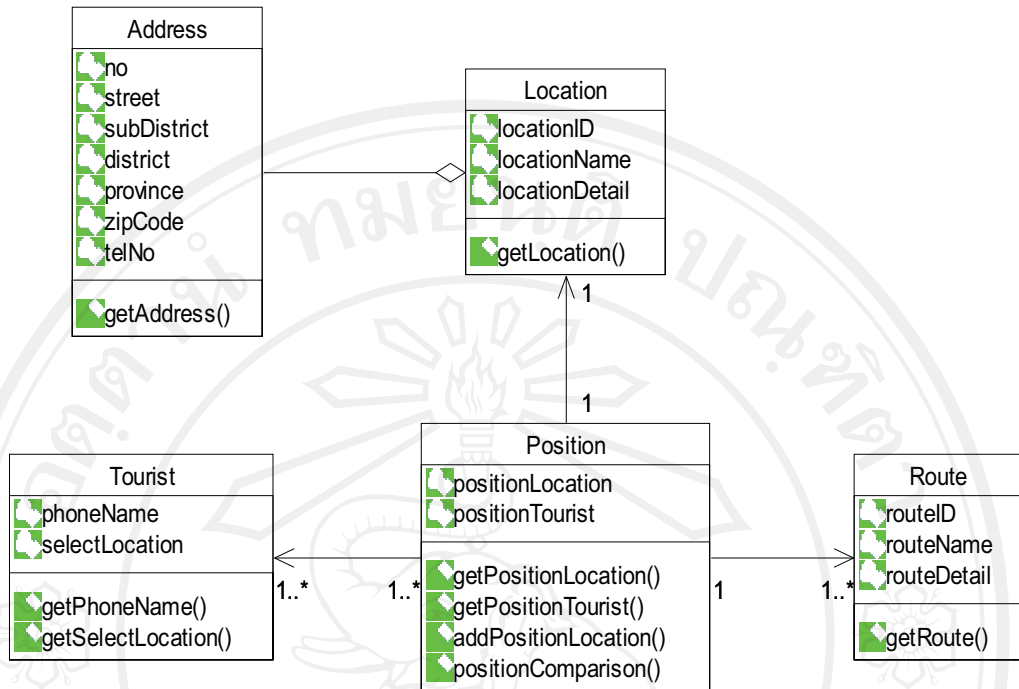 Address
no
street
subDistrict
district
province
zipCode
telNo
getAddress()
Location
locationID
locationName
locationDetail
getLocation()
1
1
Tourist
phoneName
selectLocation
getPhoneName()
getSelectLocation()
1..*
1..*
Position
positionLocation
positionTourist
getPositionLocation()
getPositionTourist()
addPositionLocation()
positionComparison()
1
1..*
Route
routeID
routeName
routeDetail
getRoute()